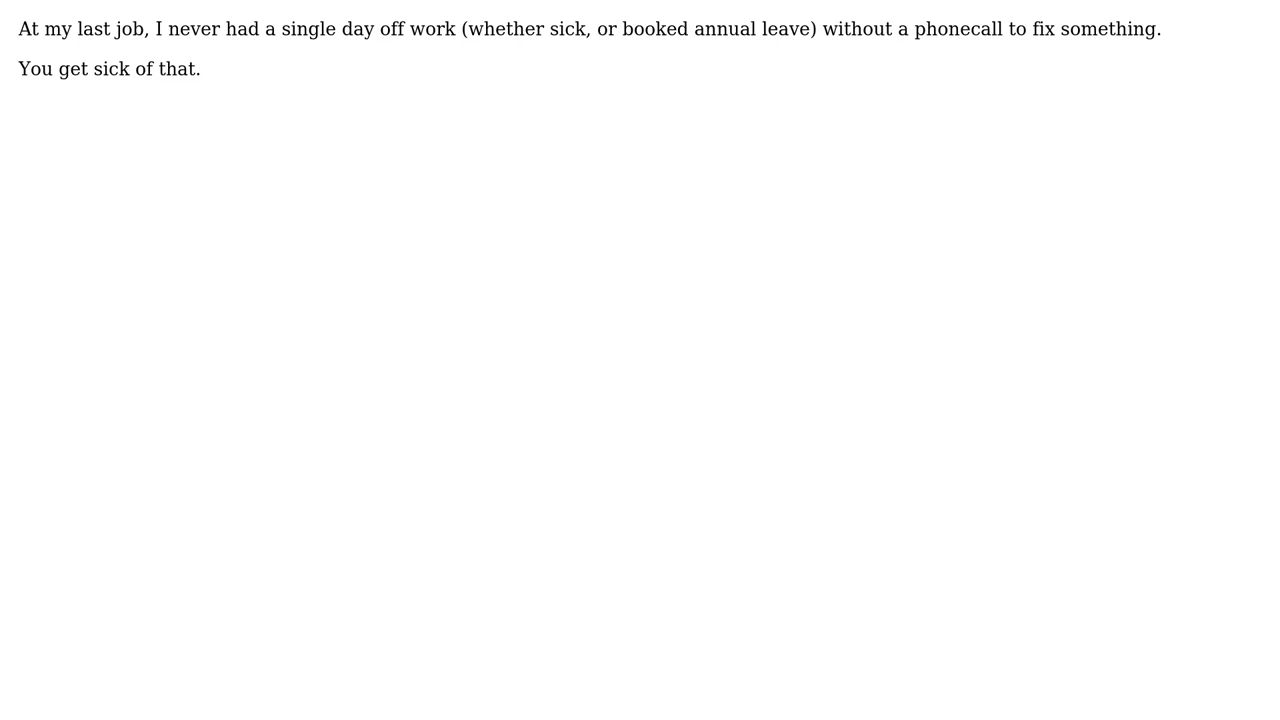 At my last job, I never had a single day off work (whether sick, or booked annual leave) without a phonecall to fix something.
You get sick of that.